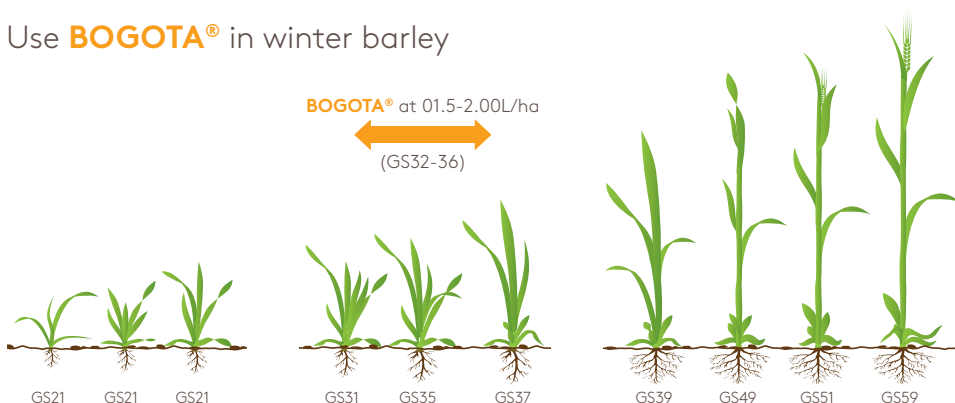 Use BOGOTA® in winter barley
BOGOTA® at 01.5-2.00L/ha
(GS32-36)
GS21 GS21 GS21 GS31 GS35 GS37 GS39 GS49 GS51 GS59